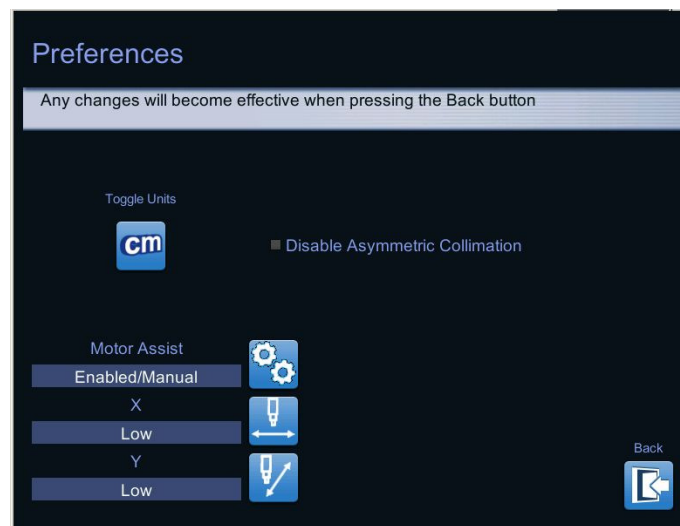 Preferences
Any changes will become effective when pressing the Back button
Toggle Units
cm
Disable Asymmetric Collimation
Motor Assist
Enabled/Manual
X
Low
Y
Low
Back